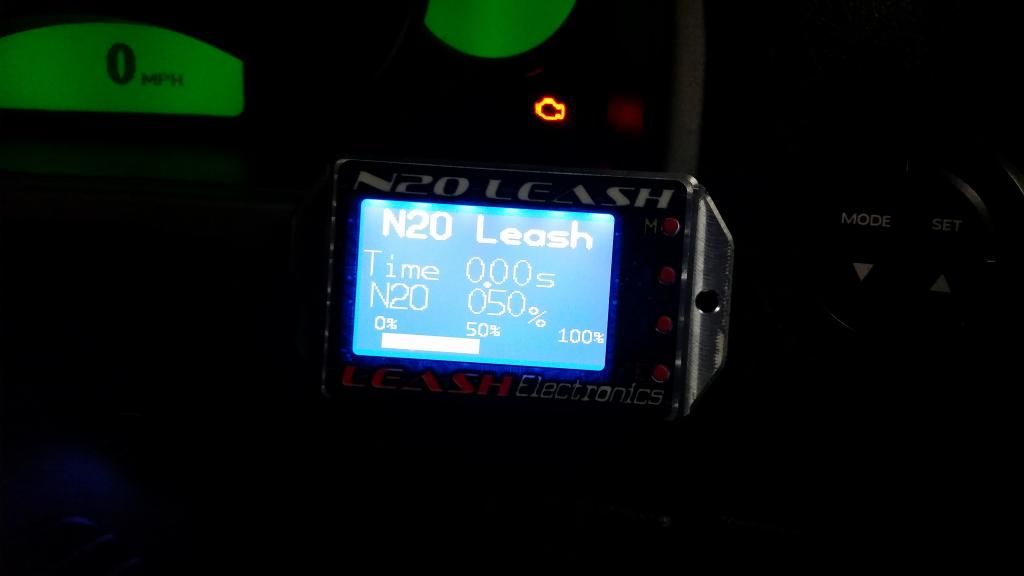 0 MPH
N20 LEASH
N20 Leash
M
Time 0.00s
N20 050%
0% 50% 100%
LEASH Electronics
MODE SET